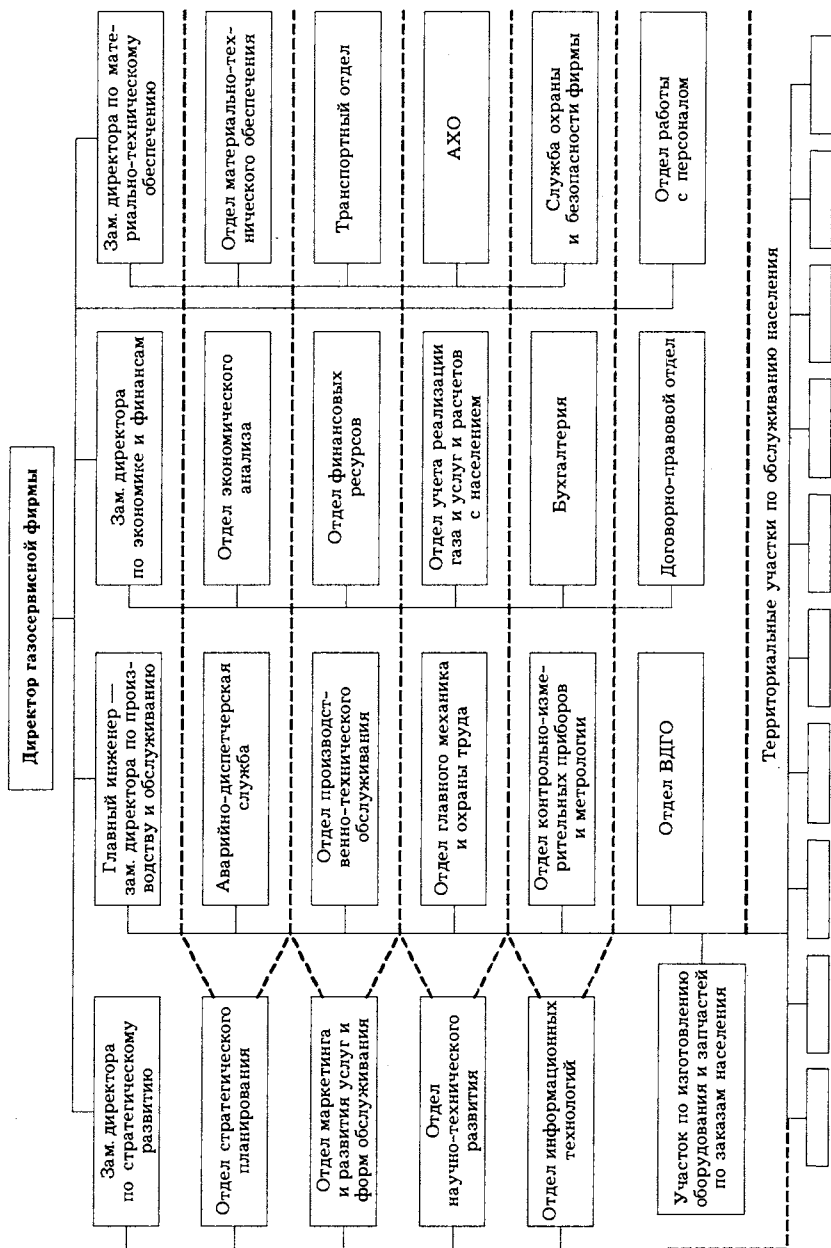 Директор газосервисной фирмы
Зам. директора
по стратегическому
развитию
Главный инженер —
зам. директора по произ-
водству и обслуживанию
Зам. директора
по экономике и финансам
Зам. директора по мате-
риально-техническому
обеспечению
Отдел стратегического
планирования
Аварийно-диспетчерская
служба
Отдел экономического
анализа
Отдел материально-тех-
нического обеспечения
Отдел маркетинга
и развития услуг и
форм обслуживания
Отдел производст-
венно-технического
обслуживания
Отдел финансовых
ресурсов
Транспортный отдел
Отдел
научно-технического
развития
Отдел главного механика
и охраны труда
Отдел учета реализации
газа и услуг и расчетов
с населением
АХО
Отдел информационных
технологий
Отдел контрольно-изме-
рительных приборов
и метрологии
Бухгалтерия
Служба охраны
и безопасности фирмы
Участок по изготовлению
оборудования и запчастей
по заказам населения
Отдел ВДГО
Договорно-правовой отдел
Отдел работы
с персоналом
Территориальные участки по обслуживанию населения